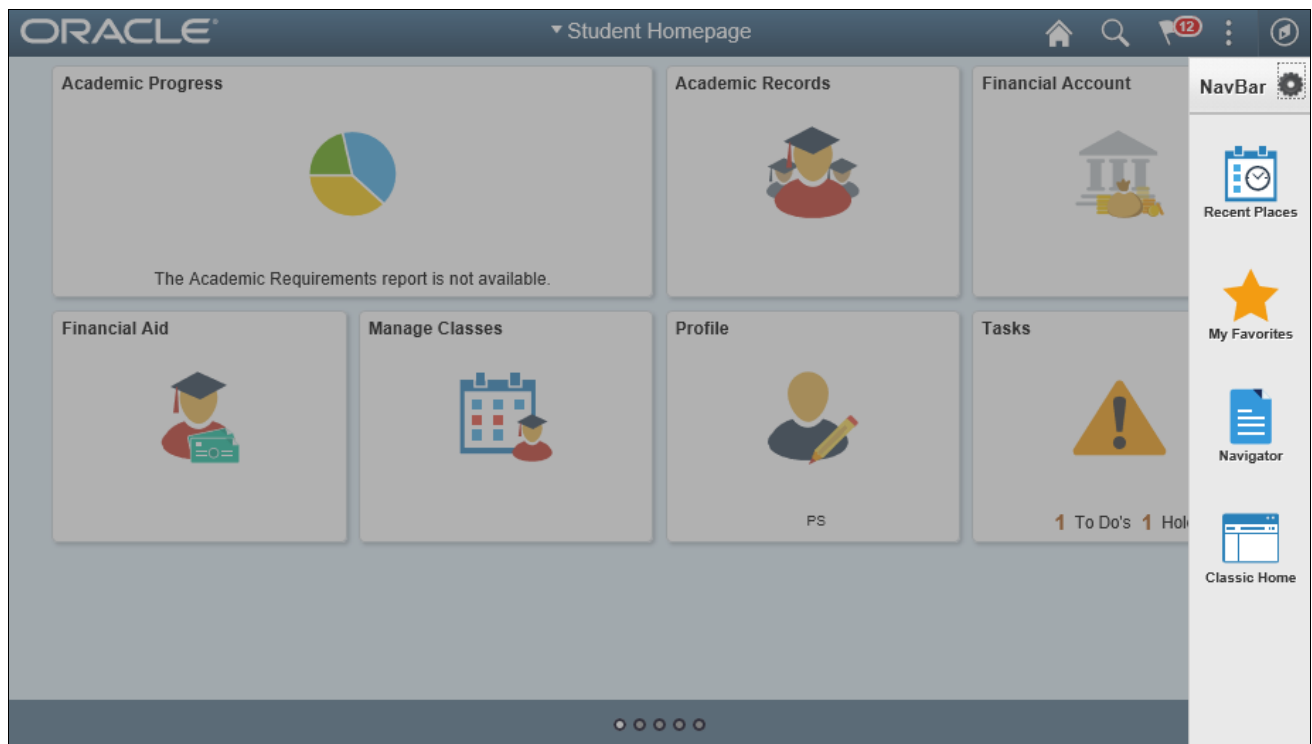 ORACLE®
Student Homepage
12
NavBar
Academic Progress
Academic Records
Financial Account
The Academic Requirements report is not available.
Recent Places
Financial Aid
Manage Classes
Profile
Tasks
My Favorites
PS
1 To Do's 1 Hol
Navigator
Classic Home